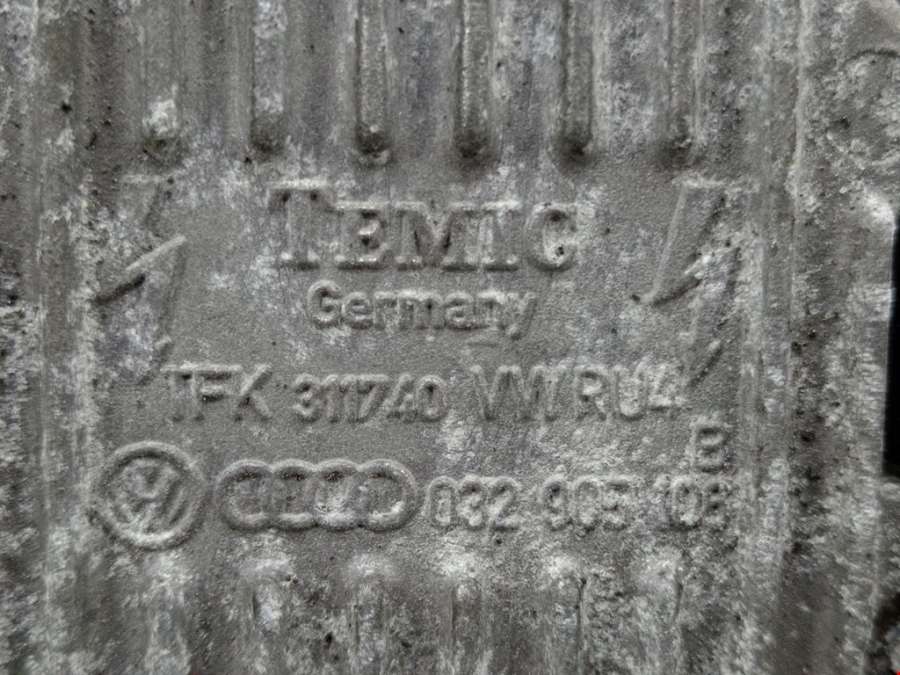 TEMIC
Germany
TFK 311740 VW RU4
B
032 905 106